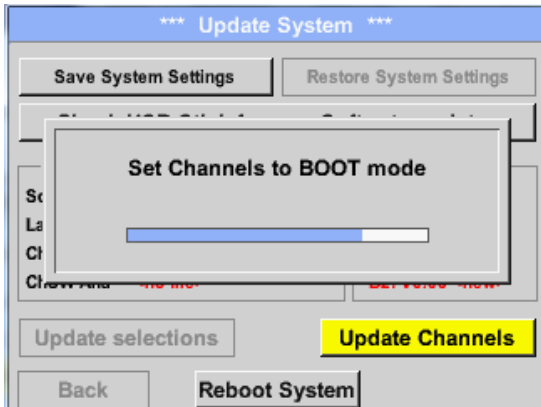 *** Update System ***
Save System Settings
Restore System Settings
Set Channels to BOOT mode
Update selections
Update Channels
Back
Reboot System